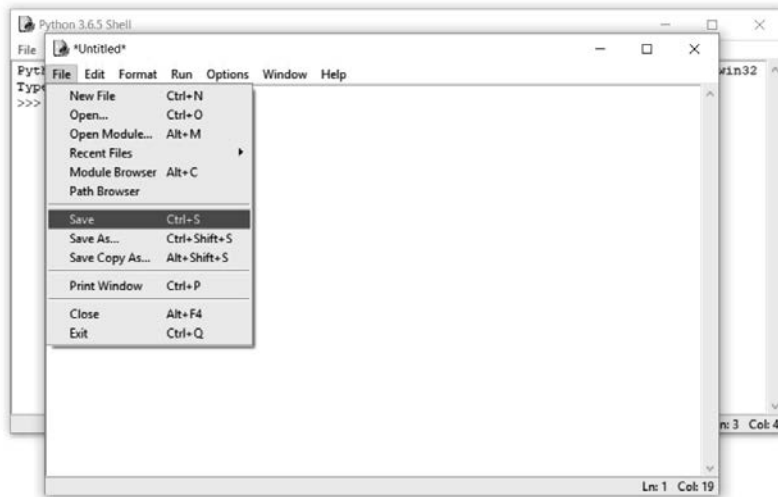 Python 3.6.5 Shell
File
*Untitled*
File Edit Format Run Options Window Help
win32
>>>
New File Ctrl+N
Open... Ctrl+O
Open Module... Alt+M
Recent Files
Module Browser Alt+C
Path Browser
Save Ctrl+S
Save As... Ctrl+Shift+S
Save Copy As... Alt+Shift+S
Print Window Ctrl+P
Close Alt+F4
Exit Ctrl+Q
Ln: 3 Col: 4
Ln: 1 Col: 19